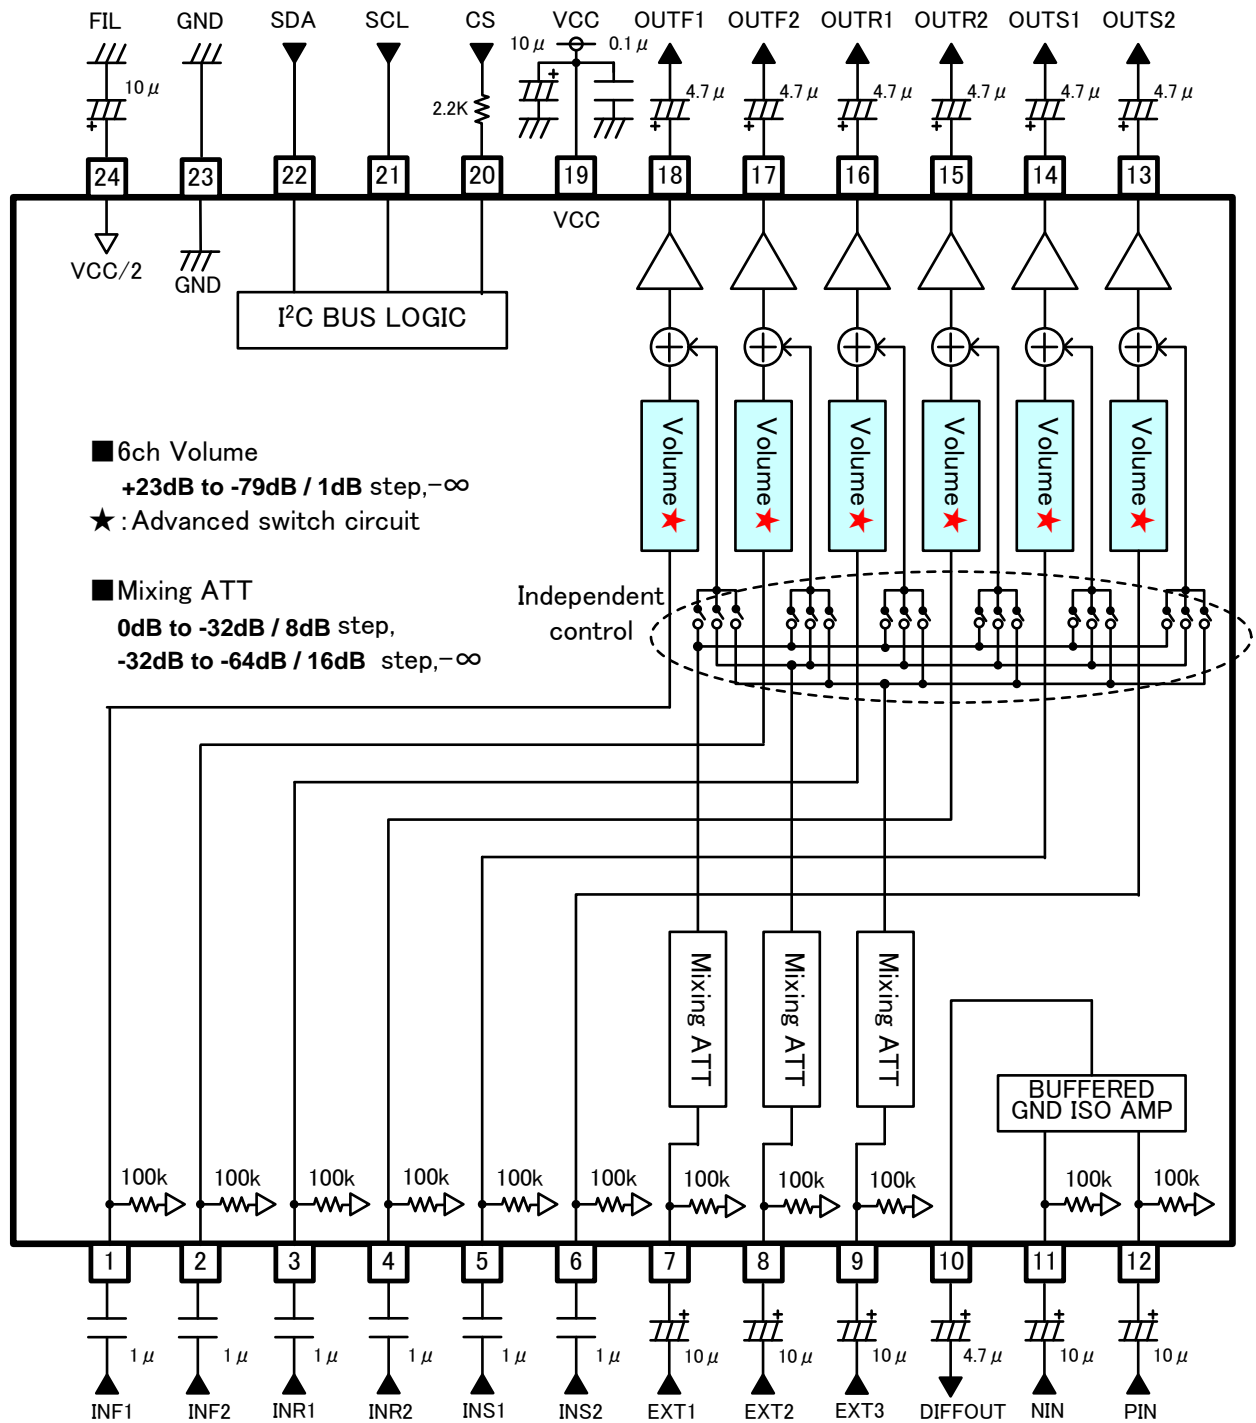 FIL GND SDA SCL CS VCC OUTF1 OUTF2 OUTR1 OUTR2 OUTS1 OUTS2
10μ 10μ 0.1μ 4.7μ 4.7μ 4.7μ 4.7μ 4.7μ 4.7μ
+ 2.2K + + + + + + +
24 23 22 21 20 19 18 17 16 15 14 13
VCC
VCC/2 GND
I²C BUS LOGIC
■6ch Volume
+23dB to -79dB / 1dB step,-∞
★:Advanced switch circuit
Volume★ Volume★ Volume★ Volume★ Volume★ Volume★
■Mixing ATT
0dB to -32dB / 8dB step,
-32dB to -64dB / 16dB step,-∞
Independent
control
Mixing ATT Mixing ATT Mixing ATT
BUFFERED
GND ISO AMP
100k 100k 100k 100k 100k 100k 100k 100k 100k 100k 100k
1 2 3 4 5 6 7 8 9 10 11 12
+ + + + + +
1μ 1μ 1μ 1μ 1μ 1μ 10μ 10μ 10μ 4.7μ 10μ 10μ
INF1 INF2 INR1 INR2 INS1 INS2 EXT1 EXT2 EXT3 DIFFOUT NIN PIN